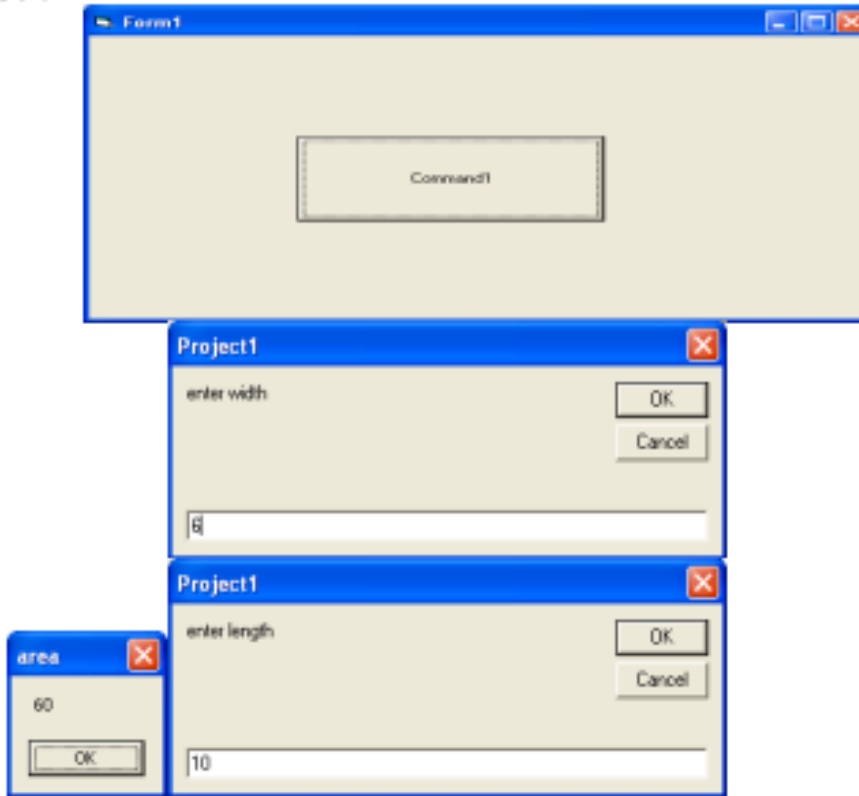 Form1
Command1
Project1
enter width
OK
Cancel
6
Project1
enter length
OK
Cancel
10
area
60
OK